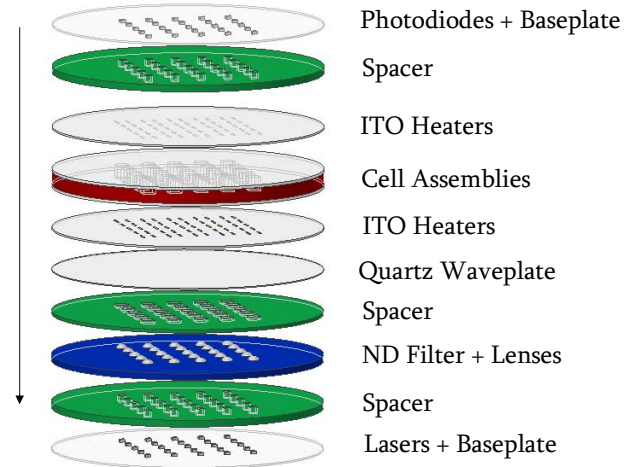 Photodiodes + Baseplate
Spacer
ITO Heaters
Cell Assemblies
ITO Heaters
Quartz Waveplate
Spacer
ND Filter + Lenses
Spacer
Lasers + Baseplate